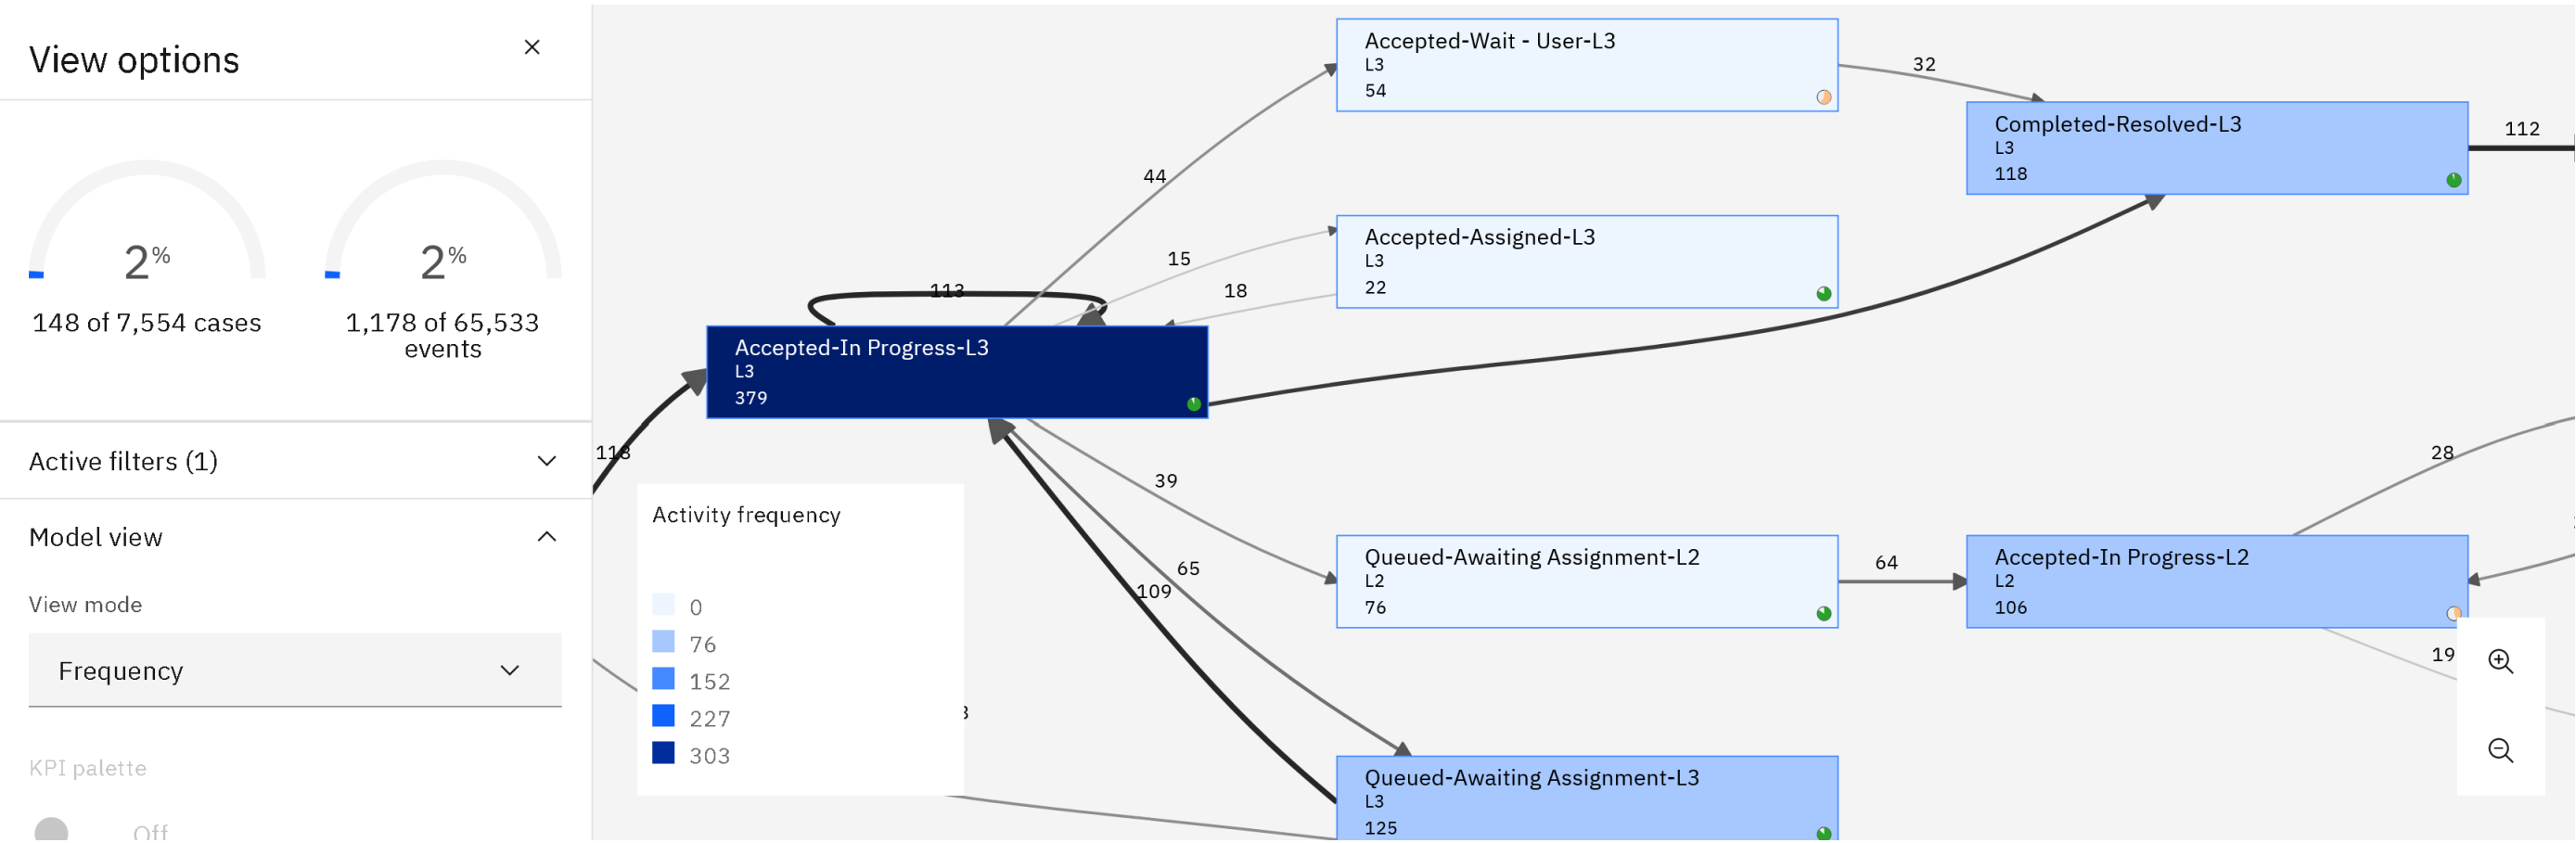 View options
2%
148 of 7,554 cases
2%
1,178 of 65,533
events
Active filters (1)
Model view
View mode
Frequency
KPI palette
Off
Accepted-Wait - User-L3
L3
54
32
Completed-Resolved-L3
L3
118
112
44
Accepted-Assigned-L3
L3
22
15
18
113
Accepted-In Progress-L3
L3
379
118
39
65
109
Activity frequency
0
76
152
227
303
Queued-Awaiting Assignment-L2
L2
76
64
Accepted-In Progress-L2
L2
106
28
19
Queued-Awaiting Assignment-L3
L3
125